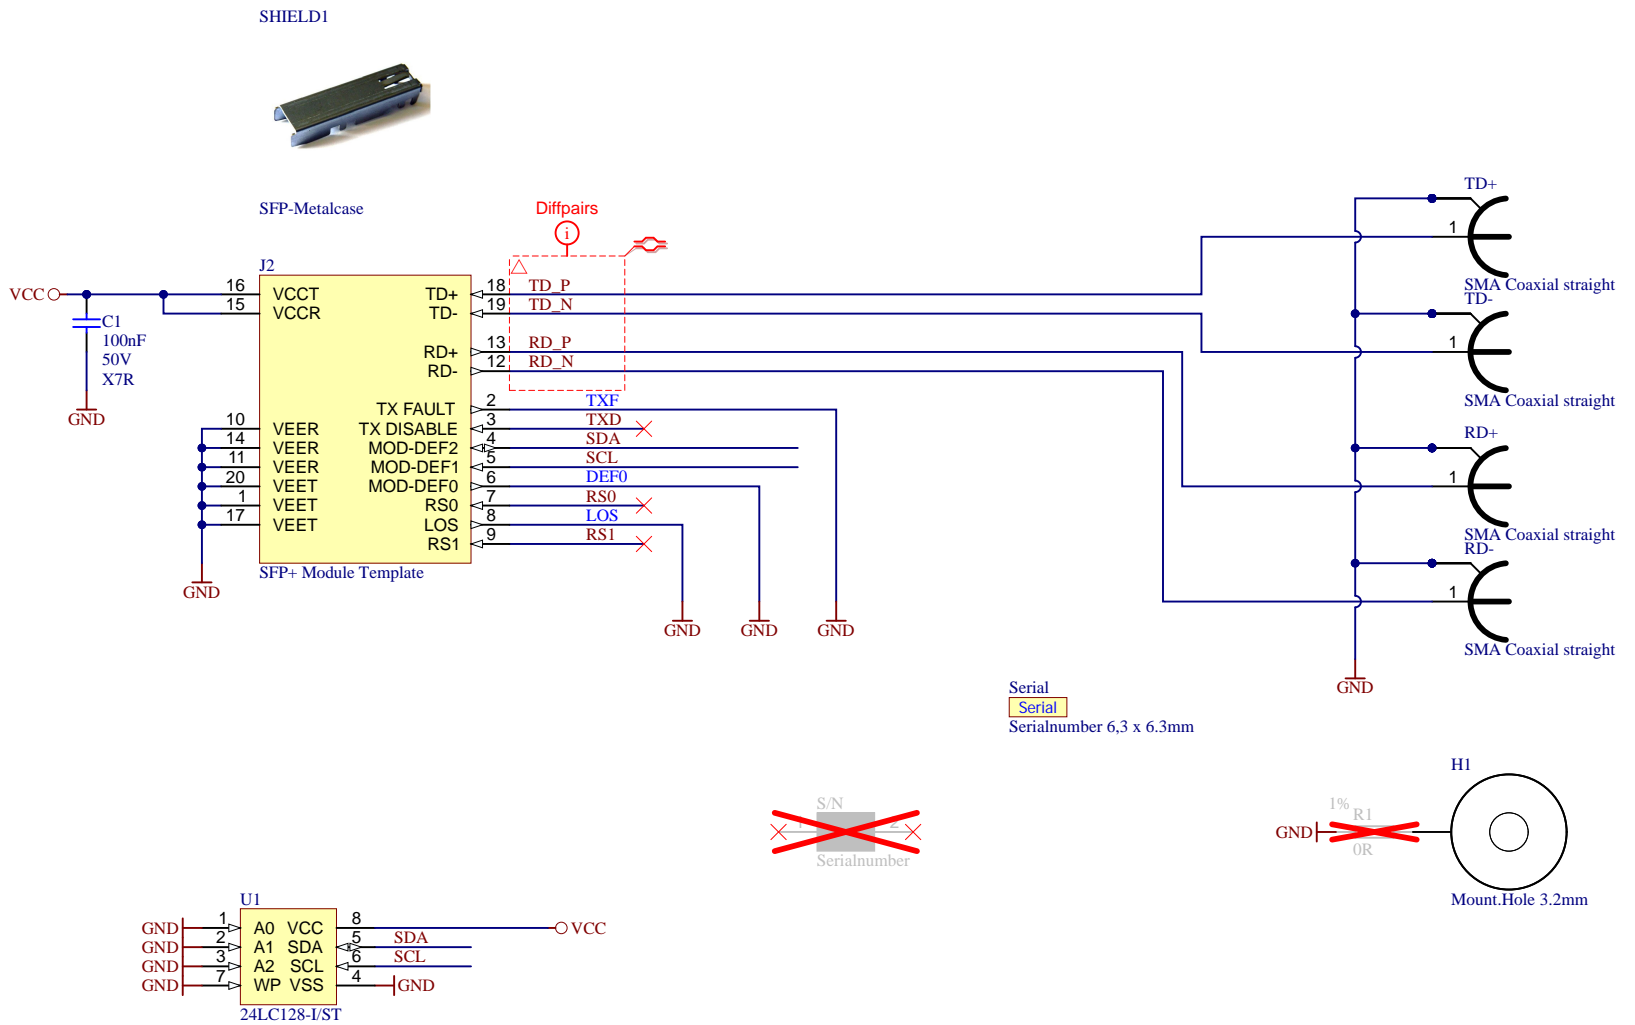 SHIELD1
SFP-Metalcase
Diffpairs
i
J2
VCC
16 VCCT
15 VCCR
C1
100nF
50V
X7R
GND
10 VEER
14 VEER
11 VEER
20 VEET
1 VEET
17 VEET
GND
TD+ 18 TD_P
TD- 19 TD_N
RD+ 13 RD_P
RD- 12 RD_N
TX FAULT 2 TXF
TX DISABLE 3 TXD
MOD-DEF2 4 SDA
MOD-DEF1 5 SCL
MOD-DEF0 6 DEF0
RS0 7 RS0
LOS 8 LOS
RS1 9 RS1
SFP+ Module Template
GND
GND
GND
TD+
1
SMA Coaxial straight
TD-
1
SMA Coaxial straight
RD+
1
SMA Coaxial straight
RD-
1
SMA Coaxial straight
GND
Serial
Serial
Serialnumber 6,3 x 6.3mm
S/N
1 2
Serialnumber
H1
1%
R1
GND
0R
Mount.Hole 3.2mm
U1
GND 1 A0 VCC 8 VCC
GND 2 A1 SDA 5 SDA
GND 3 A2 SCL 6 SCL
GND 7 WP VSS 4 GND
24LC128-I/ST